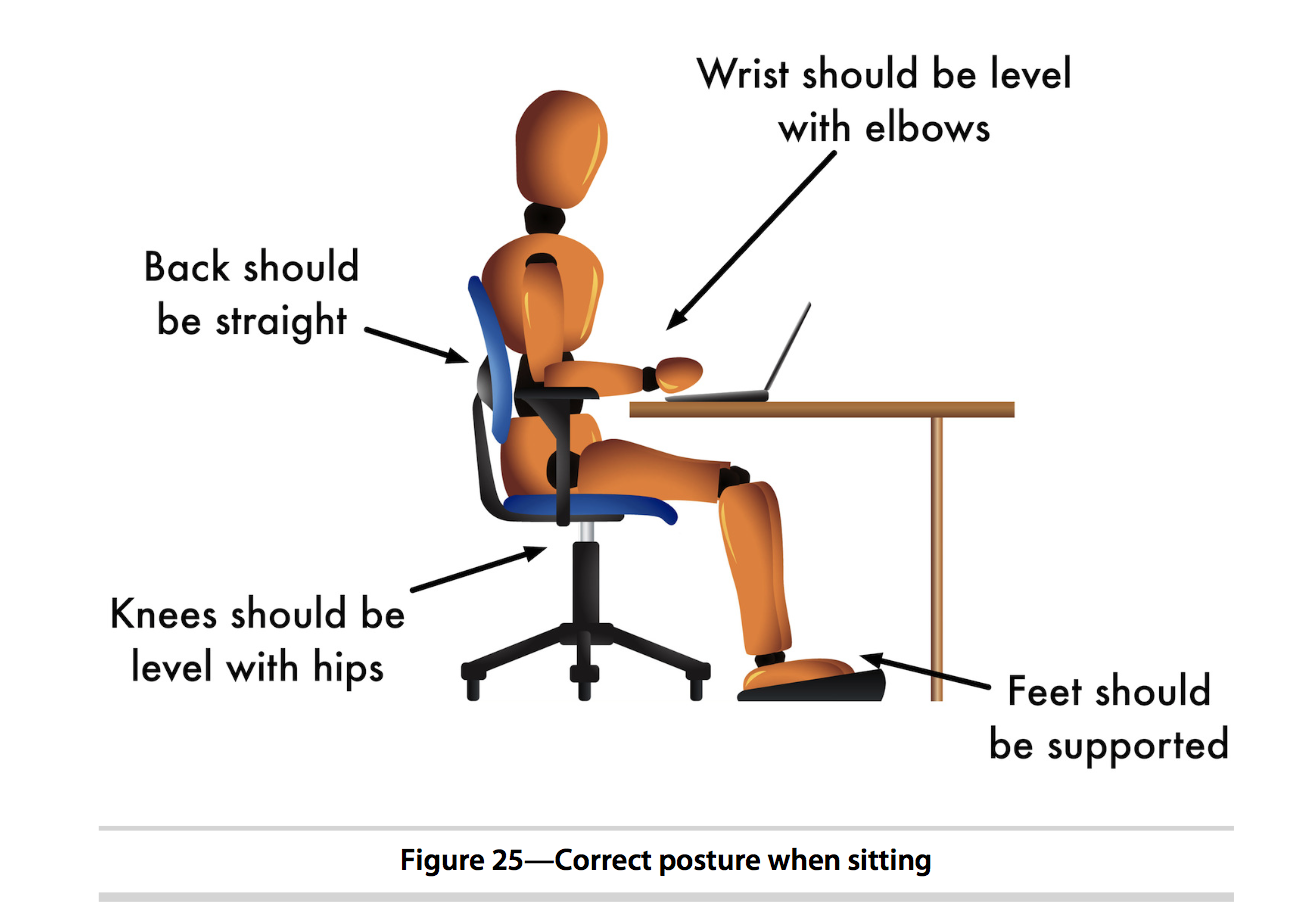 Wrist should be level
with elbows
Back should
be straight
Knees should be
level with hips
Feet should
be supported
Figure 25—Correct posture when sitting